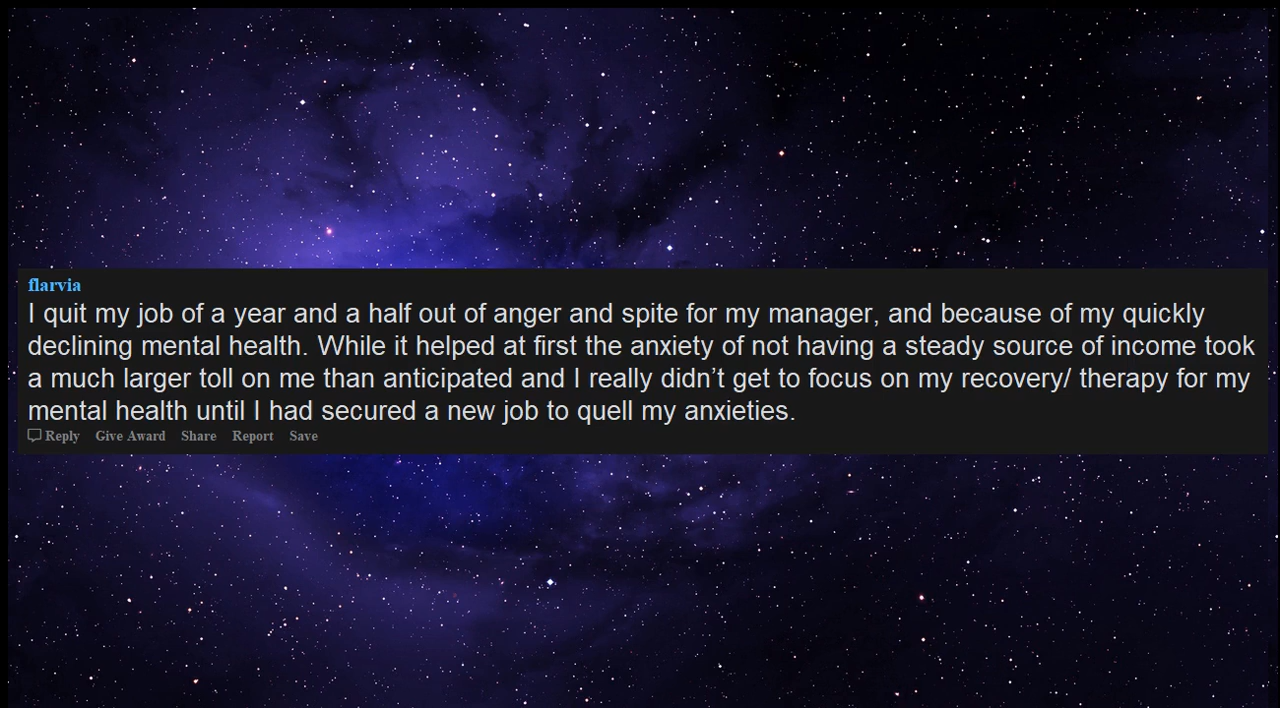 flarvia
I quit my job of a year and a half out of anger and spite for my manager, and because of my quickly
declining mental health. While it helped at first the anxiety of not having a steady source of income took
a much larger toll on me than anticipated and I really didn’t get to focus on my recovery/ therapy for my
mental health until I had secured a new job to quell my anxieties.
Reply Give Award Share Report Save